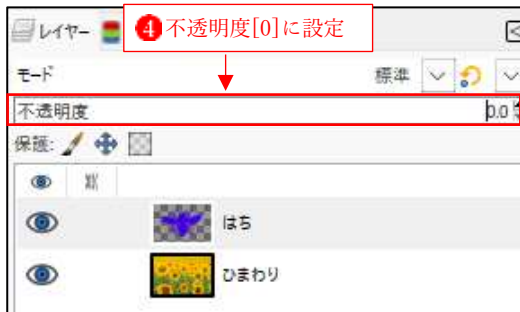 レイヤー
❹不透明度[0]に設定
モード 標準
不透明度 0.0
保護:
はち
ひまわり